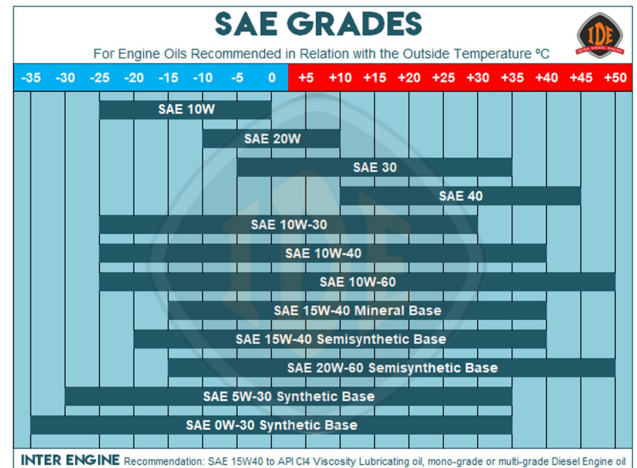 SAE GRADES
For Engine Oils Recommended in Relation with the Outside Temperature ºC
IDE
-35 -30 -25 -20 -15 -10 -5 0 +5 +10 +15 +20 +25 +30 +35 +40 +45 +50
SAE 10W
SAE 20W
SAE 30
SAE 40
SAE 10W-30
SAE 10W-40
SAE 10W-60
SAE 15W-40 Mineral Base
SAE 15W-40 Semisynthetic Base
SAE 20W-60 Semisynthetic Base
SAE 5W-30 Synthetic Base
SAE 0W-30 Synthetic Base
INTER ENGINE Recommendation: SAE 15W40 to API CI4 Viscosity Lubricating oil, mono-grade or multi-grade Diesel Engine oil